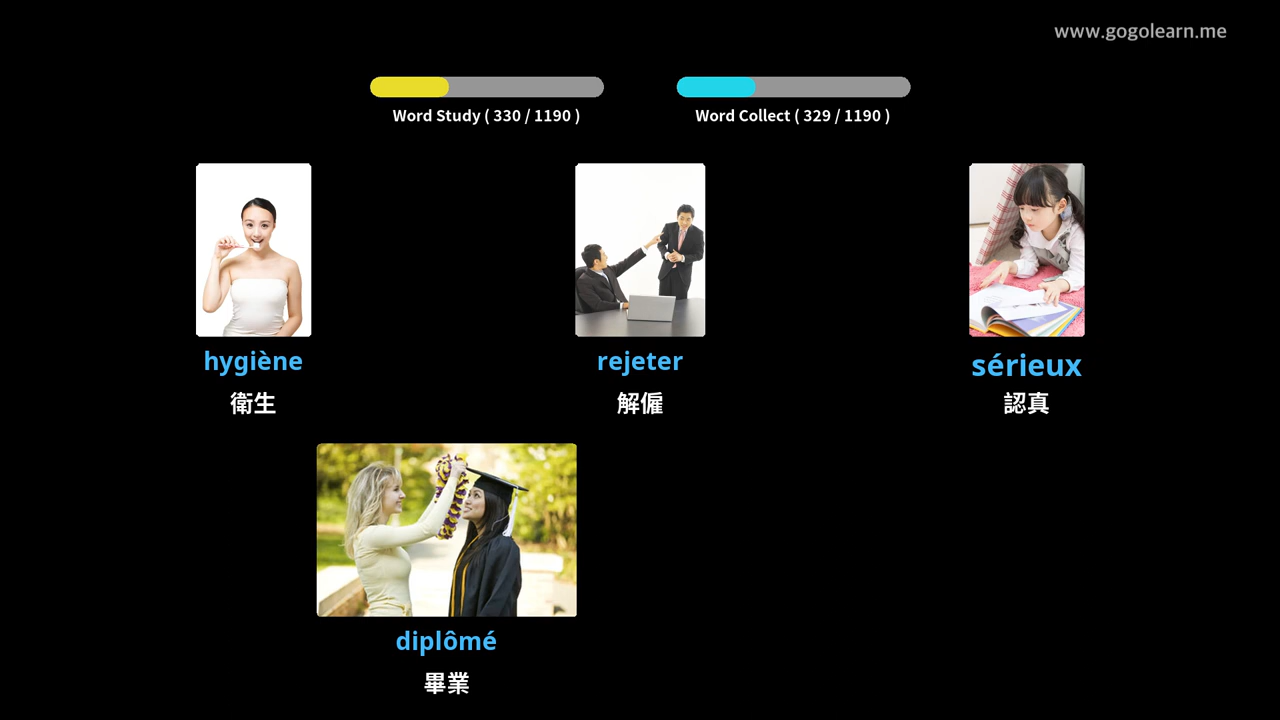 www.gogolearn.me
Word Study ( 330 / 1190 )
Word Collect ( 329 / 1190 )
hygiène
衛生
rejeter
解僱
sérieux
認真
diplômé
畢業